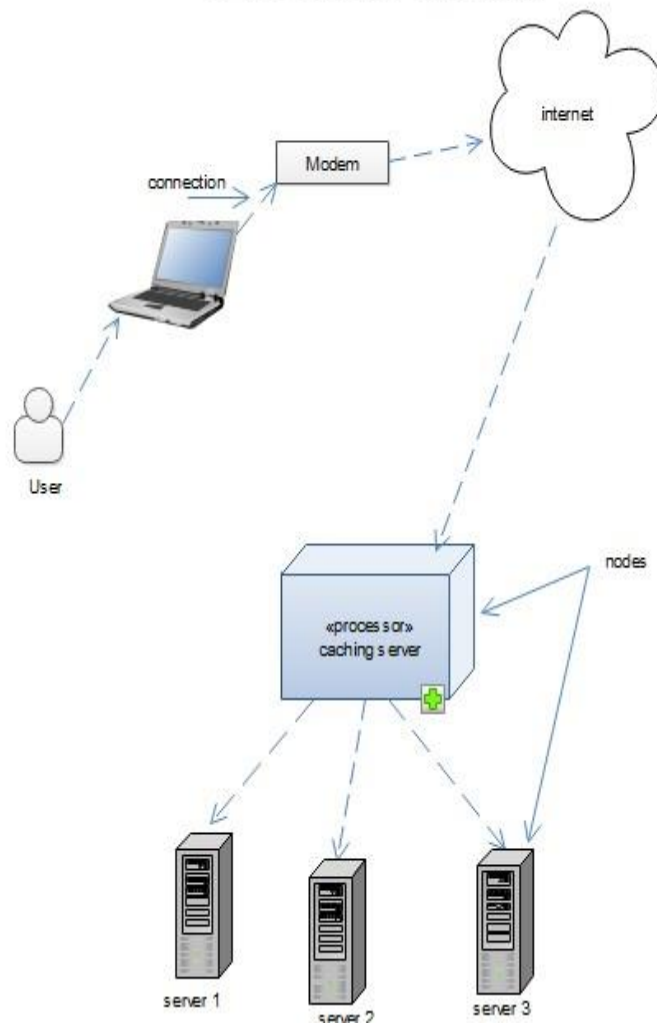 internet
Modem
connection
User
nodes
«processor»
caching server
server 1
server 2
server 3